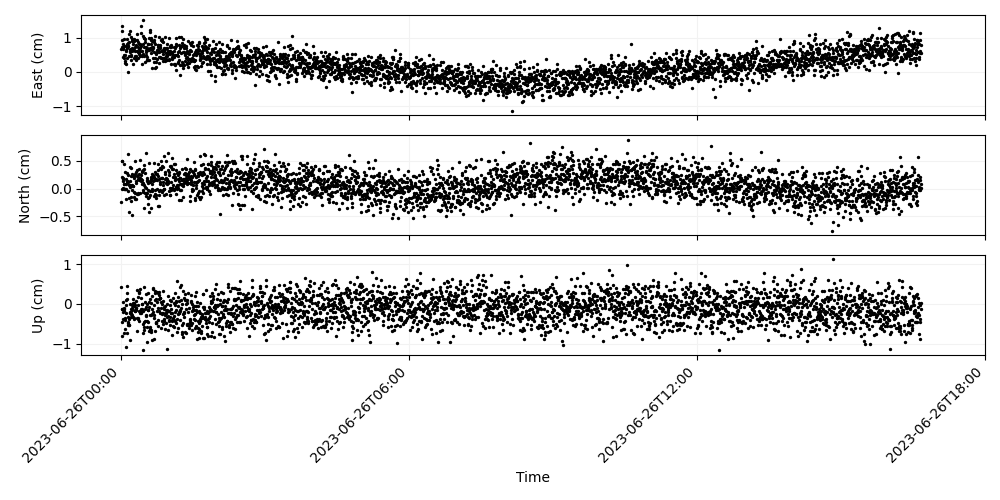 East (cm)
1
0
−1
North (cm)
0.5
0.0
−0.5
Up (cm)
1
0
−1
2023-06-26T00:00
2023-06-26T06:00
2023-06-26T12:00
2023-06-26T18:00
Time